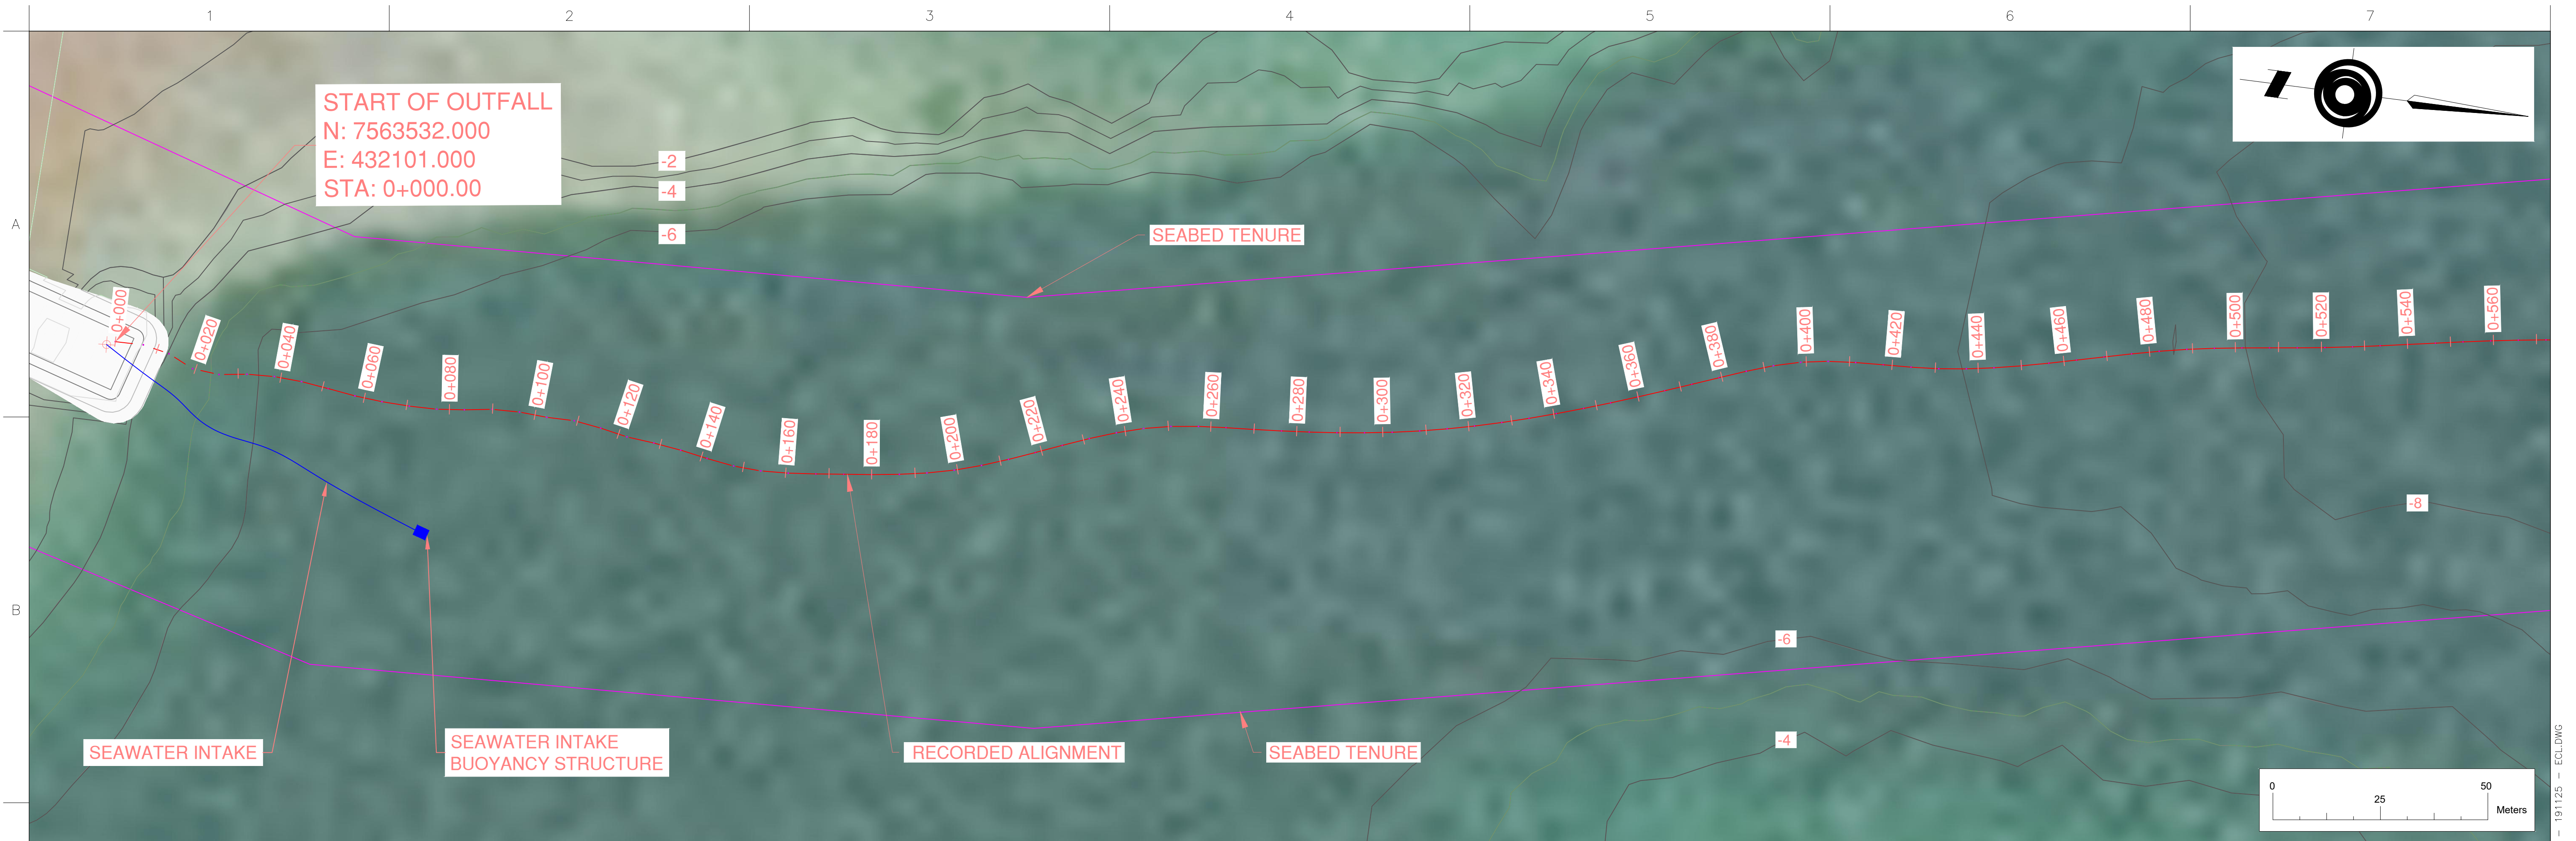 1 2 3 4 5 6 7
START OF OUTFALL
N: 7563532.000
E: 432101.000
STA: 0+000.00
-2
-4
-6
A
SEABED TENURE
0+000
0+020
0+040
0+060
0+080
0+100
0+120
0+140
0+160
0+180
0+200
0+220
0+240
0+260
0+280
0+300
0+320
0+340
0+360
0+380
0+400
0+420
0+440
0+460
0+480
0+500
0+520
0+540
0+560
-8
B
-6
-4
SEAWATER INTAKE
SEAWATER INTAKE
BUOYANCY STRUCTURE
RECORDED ALIGNMENT
SEABED TENURE
0 25 50
Meters
- 191125 - ECL.DWG